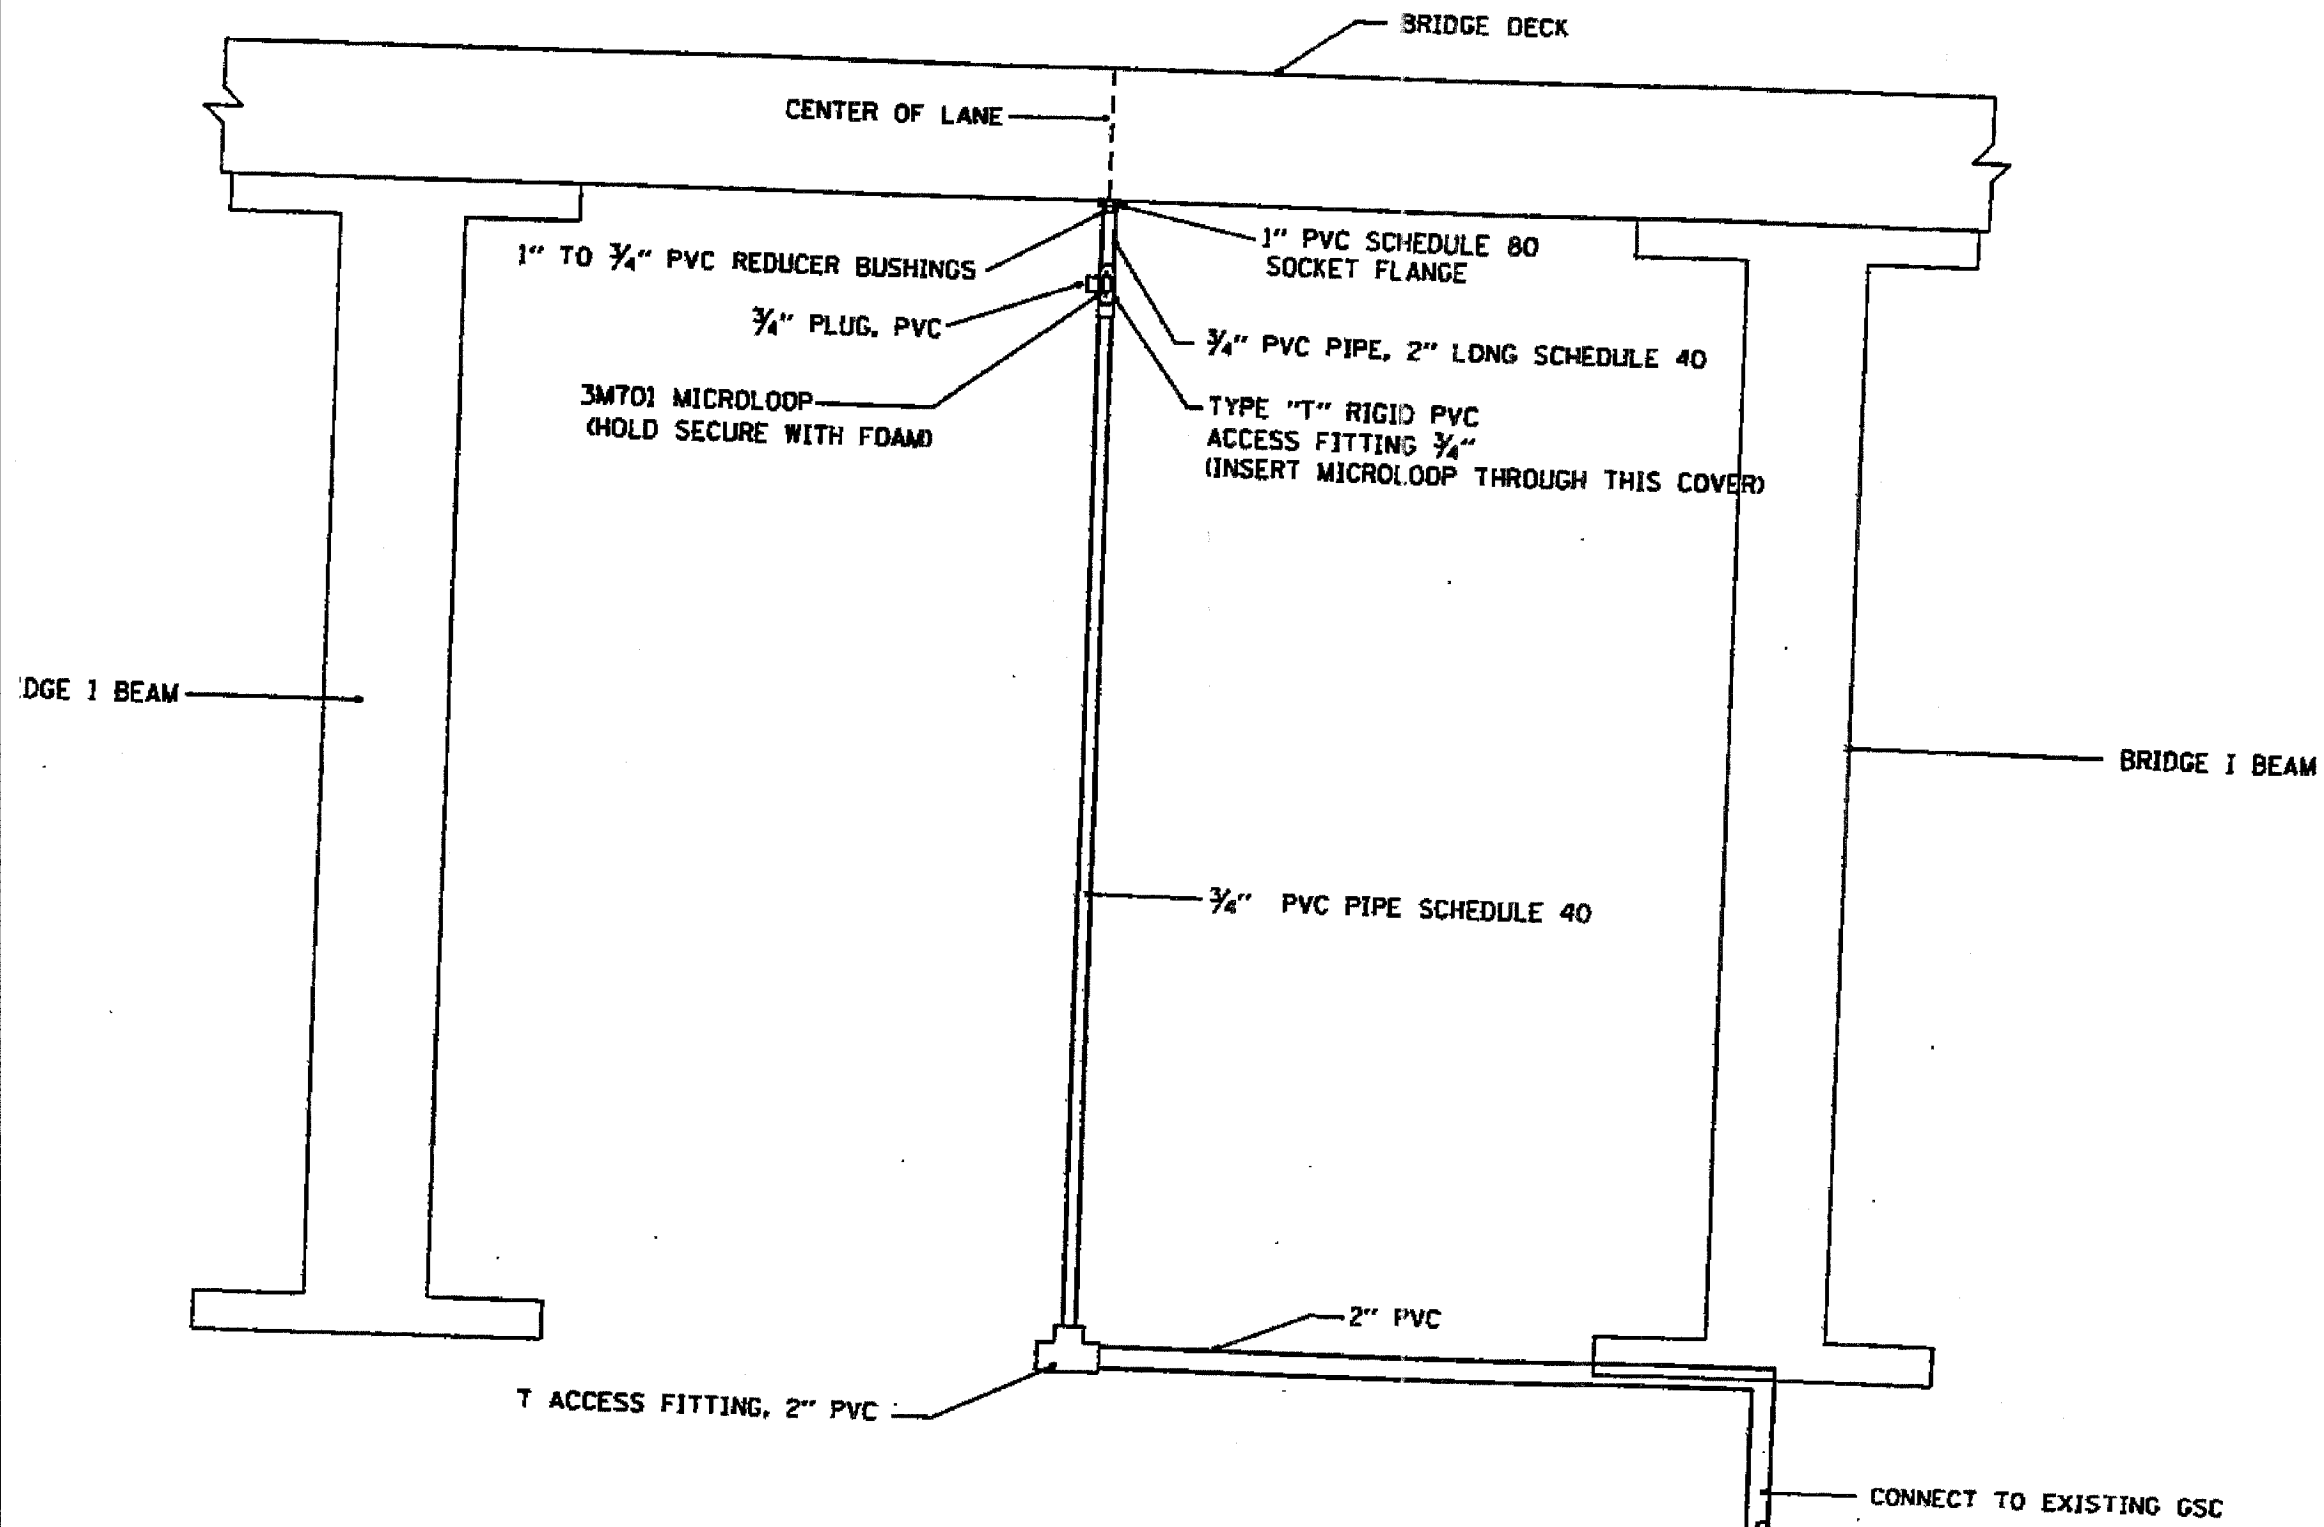 BRIDGE DECK
CENTER OF LANE
1" TO 3/4" PVC REDUCER BUSHINGS
1" PVC SCHEDULE 80
SOCKET FLANGE
3/4" PLUG, PVC
3/4" PVC PIPE, 2" LONG SCHEDULE 40
3M701 MICROLOOP
(HOLD SECURE WITH FOAM)
TYPE "T" RIGID PVC
ACCESS FITTING 3/4"
(INSERT MICROLOOP THROUGH THIS COVER)
DGE I BEAM
BRIDGE I BEAM
3/4" PVC PIPE SCHEDULE 40
2" PVC
T ACCESS FITTING, 2" PVC
CONNECT TO EXISTING GSC